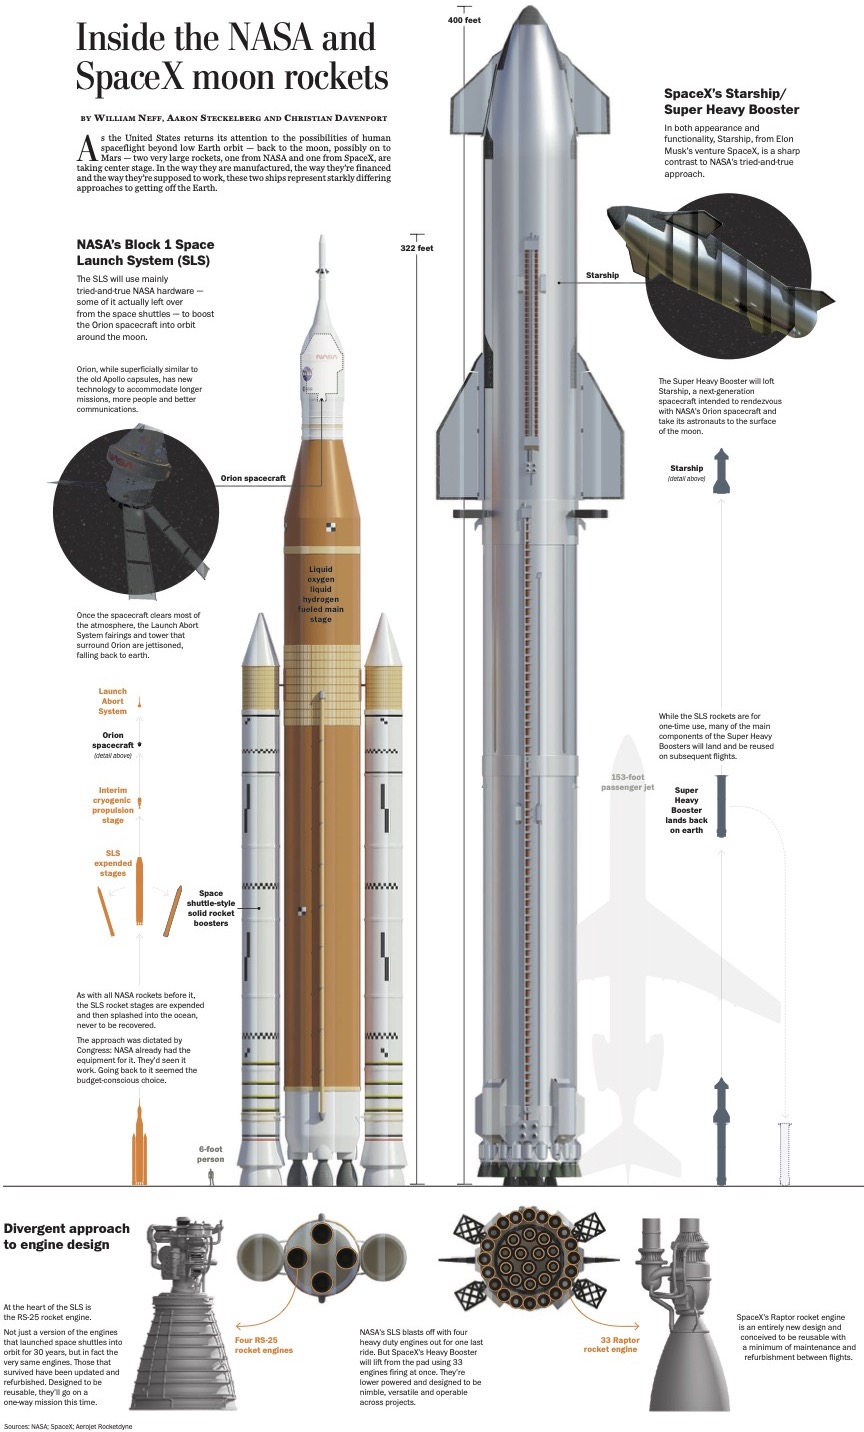 Inside the NASA and
SpaceX moon rockets
BY WILLIAM NEFF, AARON STECKELBERG AND CHRISTIAN DAVENPORT
As the United States returns its attention to the possibilities of human
spaceflight beyond low Earth orbit — back to the moon, possibly on to
Mars — two very large rockets, one from NASA and one from SpaceX, are
taking center stage. In the way they are manufactured, the way they're financed
and the way they're supposed to work, these two ships represent starkly differing
approaches to getting off the Earth.
400 feet
SpaceX's Starship/
Super Heavy Booster
In both appearance and
functionality, Starship, from Elon
Musk's venture SpaceX, is a sharp
contrast to NASA's tried-and-true
approach.
Starship
The Super Heavy Booster will loft
Starship, a next-generation
spacecraft intended to rendezvous
with NASA's Orion spacecraft and
take its astronauts to the surface
of the moon.
Starship
(detail above)
While the SLS rockets are for
one-time use, many of the main
components of the Super Heavy
Boosters will land and be reused
on subsequent flights.
153-foot
passenger jet
Super
Heavy
Booster
lands back
on earth
322 feet
NASA's Block 1 Space
Launch System (SLS)
The SLS will use mainly
tried-and-true NASA hardware —
some of it actually left over
from the space shuttles — to boost
the Orion spacecraft into orbit
around the moon.
Orion, while superficially similar to
the old Apollo capsules, has new
technology to accommodate longer
missions, more people and better
communications.
NASA
NASA
Orion spacecraft
Liquid
oxygen
liquid
hydrogen
fueled main
stage
Once the spacecraft clears most of
the atmosphere, the Launch Abort
System fairings and tower that
surround Orion are jettisoned,
falling back to earth.
Launch
Abort
System
Orion
spacecraft
(detail above)
Interim
cryogenic
propulsion
stage
SLS
expended
stages
Space
shuttle-style
solid rocket
boosters
As with all NASA rockets before it,
the SLS rocket stages are expended
and then splashed into the ocean,
never to be recovered.
The approach was dictated by
Congress: NASA already had the
equipment for it. They'd seen it
work. Going back to it seemed the
budget-conscious choice.
6-foot
person
Divergent approach
to engine design
At the heart of the SLS is
the RS-25 rocket engine.
Not just a version of the engines
that launched space shuttles into
orbit for 30 years, but in fact the
very same engines. Those that
survived have been updated and
refurbished. Designed to be
reusable, they'll go on a
one-way mission this time.
Four RS-25
rocket engines
NASA's SLS blasts off with four
heavy duty engines out for one last
ride. But SpaceX's Heavy Booster
will lift from the pad using 33
engines firing at once. They're
lower powered and designed to be
nimble, versatile and operable
across projects.
33 Raptor
rocket engine
SpaceX's Raptor rocket engine
is an entirely new design and
conceived to be reusable with
a minimum of maintenance and
refurbishment between flights.
Sources: NASA; SpaceX; Aerojet Rocketdyne